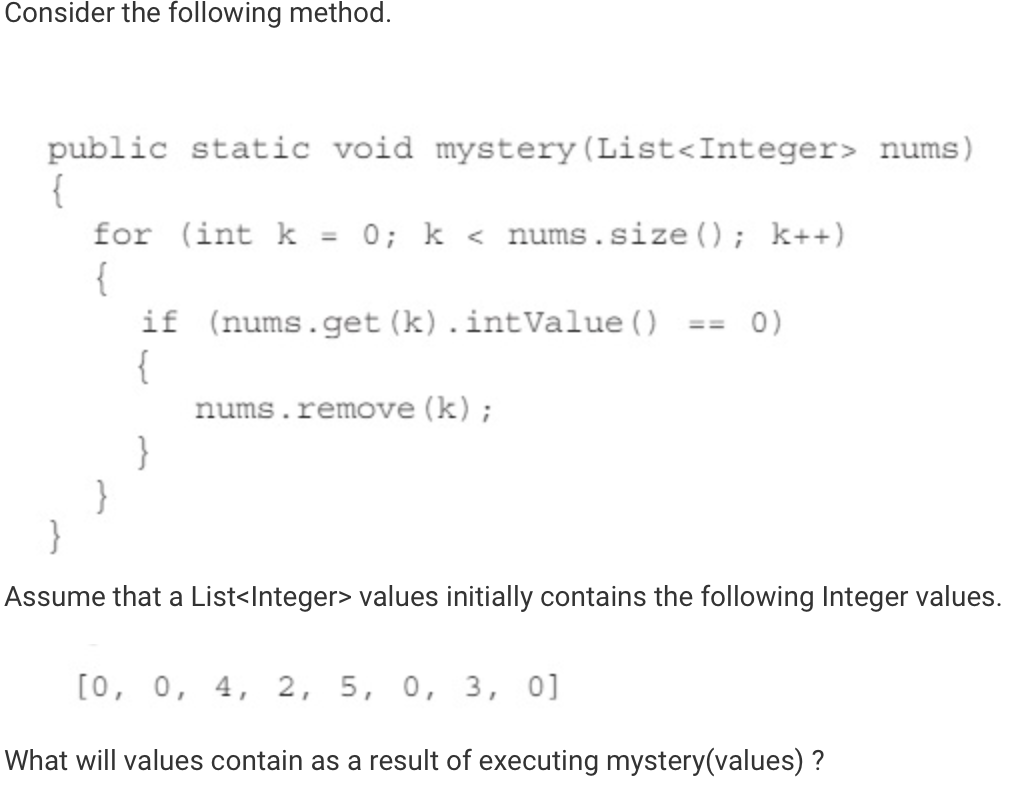 Consider the following method.
public static void mystery(List<Integer> nums)
{
for (int k = 0; k < nums.size(); k++)
{
if (nums.get(k).intValue() == 0)
{
nums.remove(k);
}
}
}
Assume that a List<Integer> values initially contains the following Integer values.
[0, 0, 4, 2, 5, 0, 3, 0]
What will values contain as a result of executing mystery(values) ?